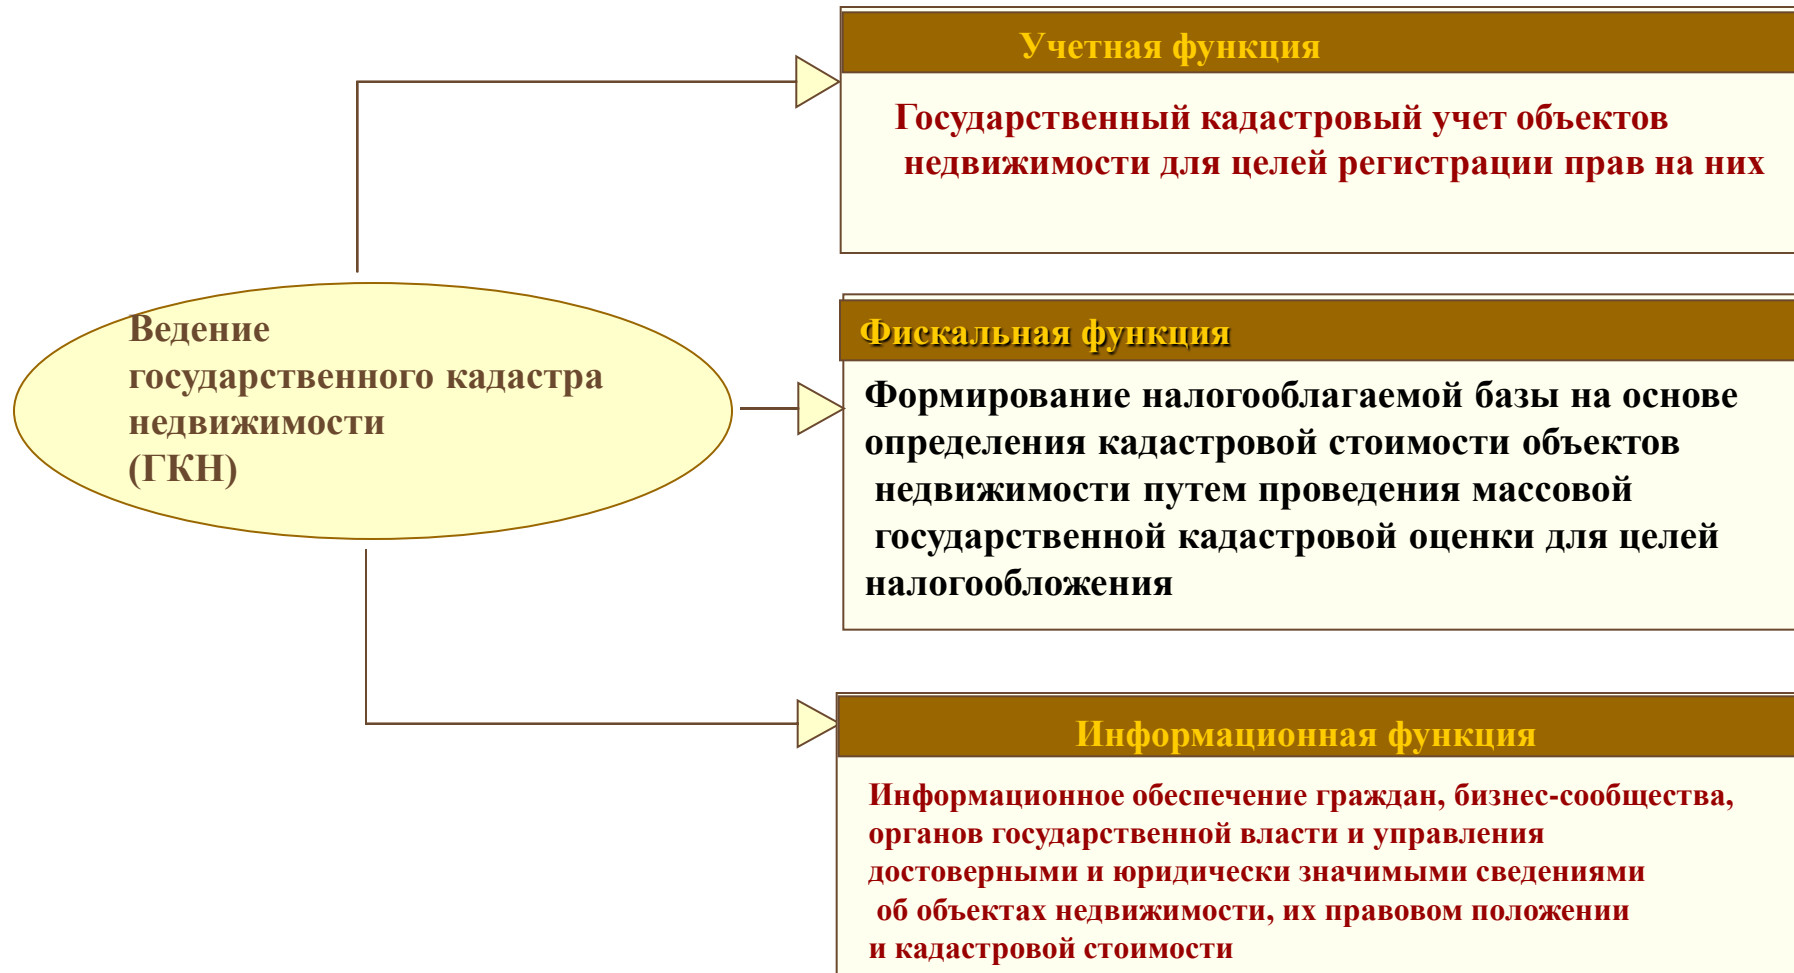 Учетная функция
Государственный кадастровый учет объектов
недвижимости для целей регистрации прав на них
Ведение
государственного кадастра
недвижимости
(ГКН)
Фискальная функция
Формирование налогооблагаемой базы на основе
определения кадастровой стоимости объектов
недвижимости путем проведения массовой
государственной кадастровой оценки для целей
налогообложения
Информационная функция
Информационное обеспечение граждан, бизнес-сообщества,
органов государственной власти и управления
достоверными и юридически значимыми сведениями
об объектах недвижимости, их правовом положении
и кадастровой стоимости